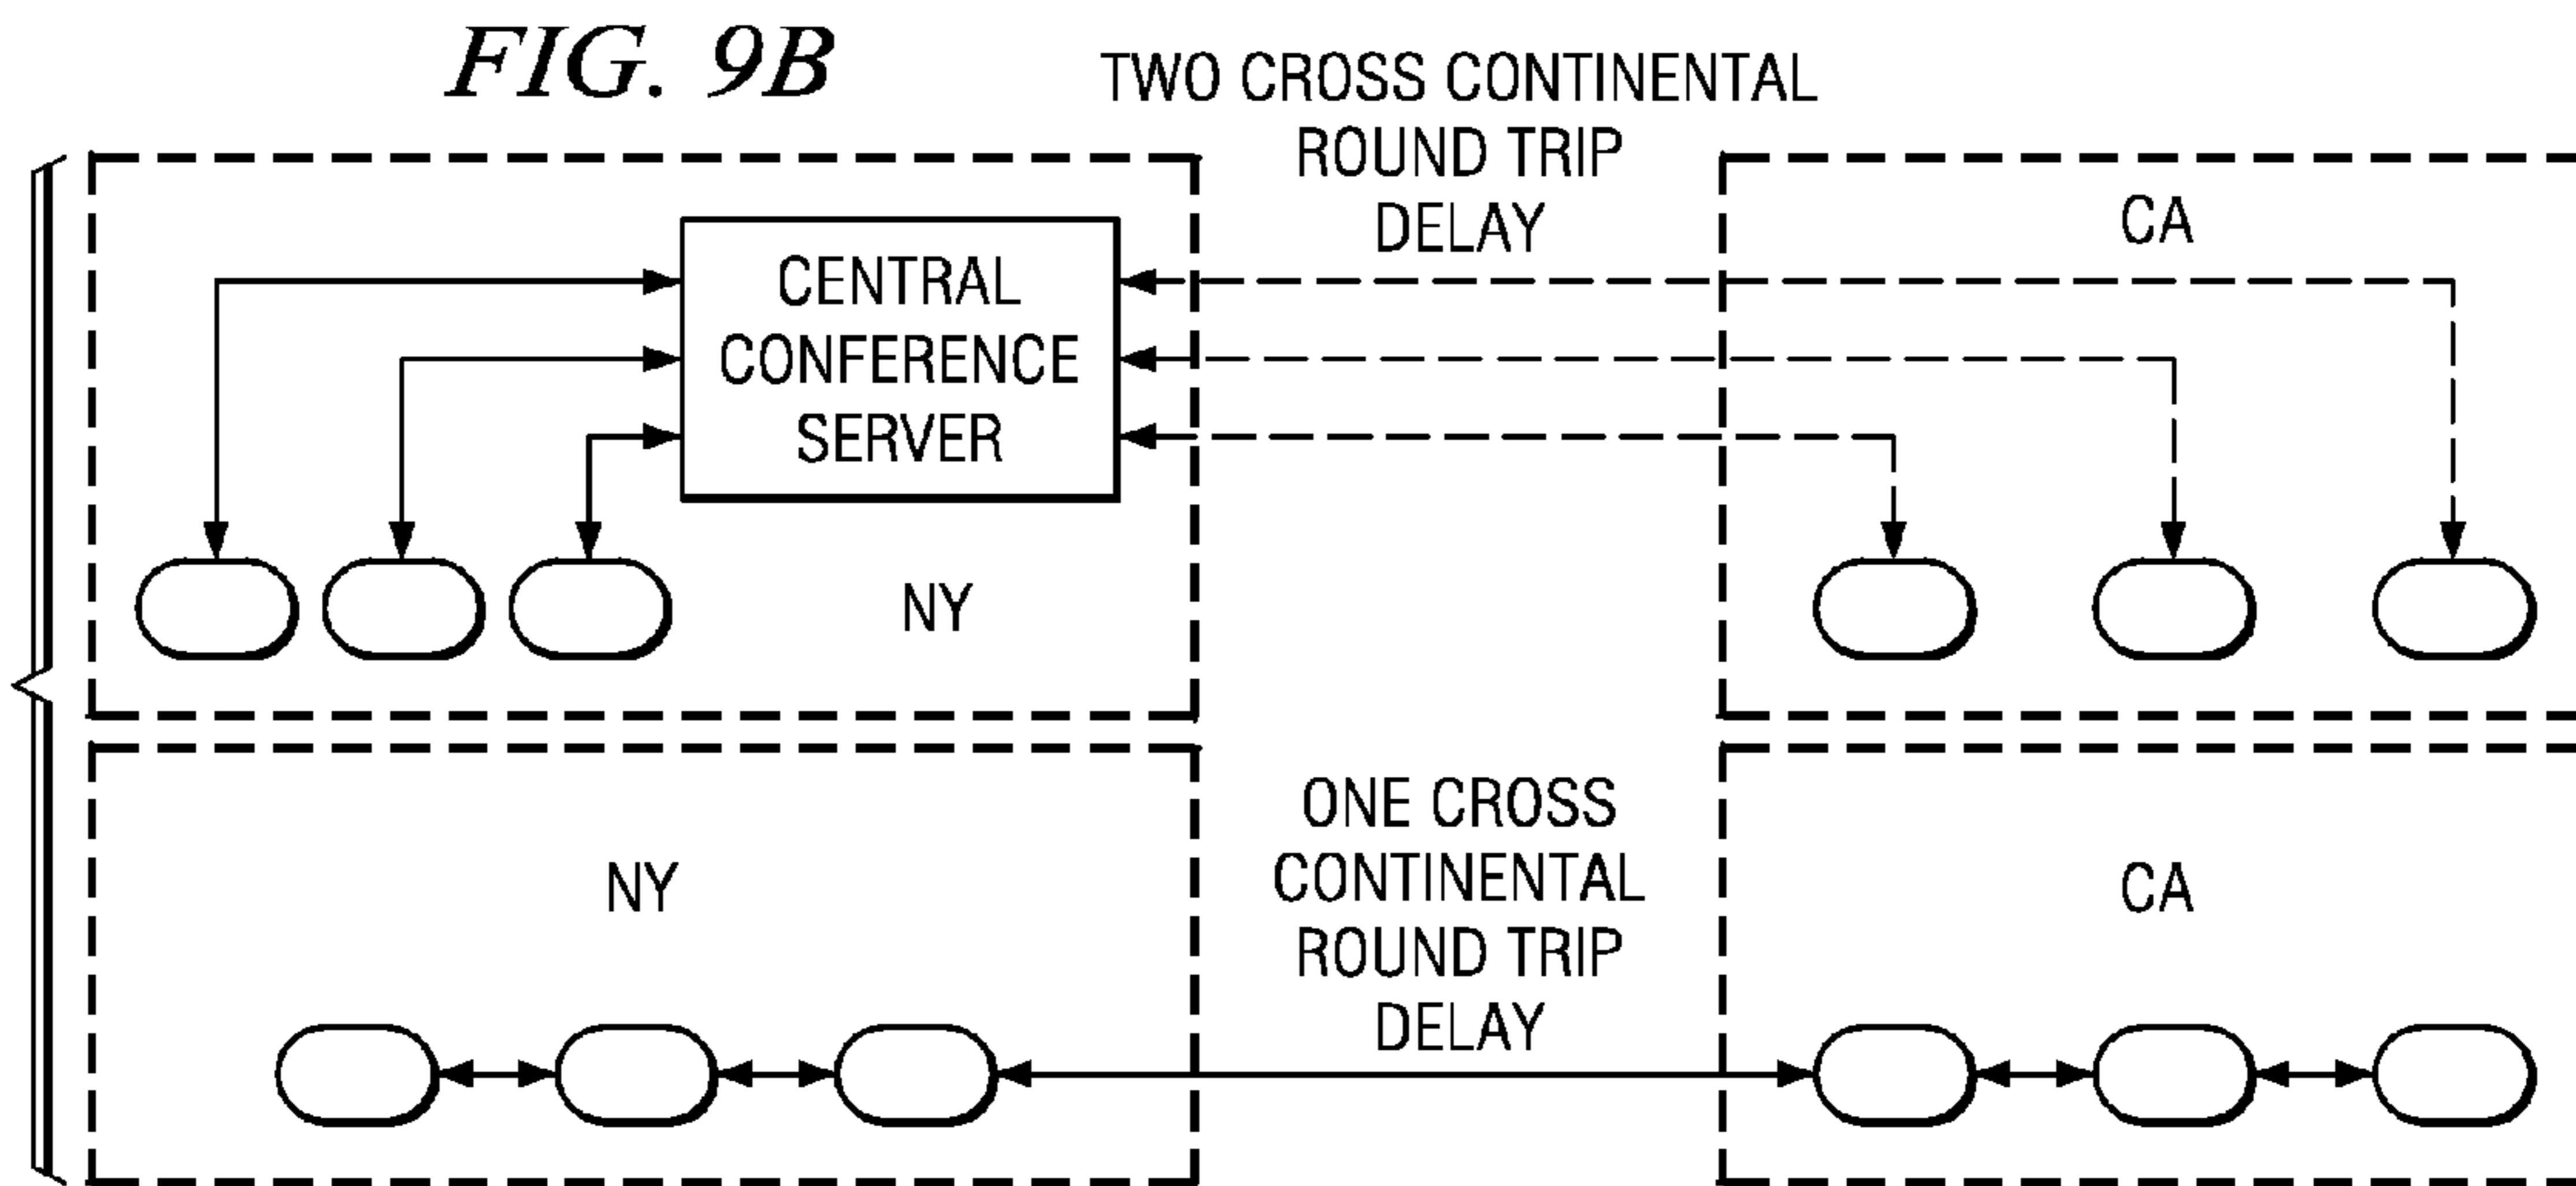 FIG. 9B
TWO CROSS CONTINENTAL
ROUND TRIP
DELAY
CA
CENTRAL
CONFERENCE
SERVER
NY
NY
ONE CROSS
CONTINENTAL
ROUND TRIP
DELAY
CA